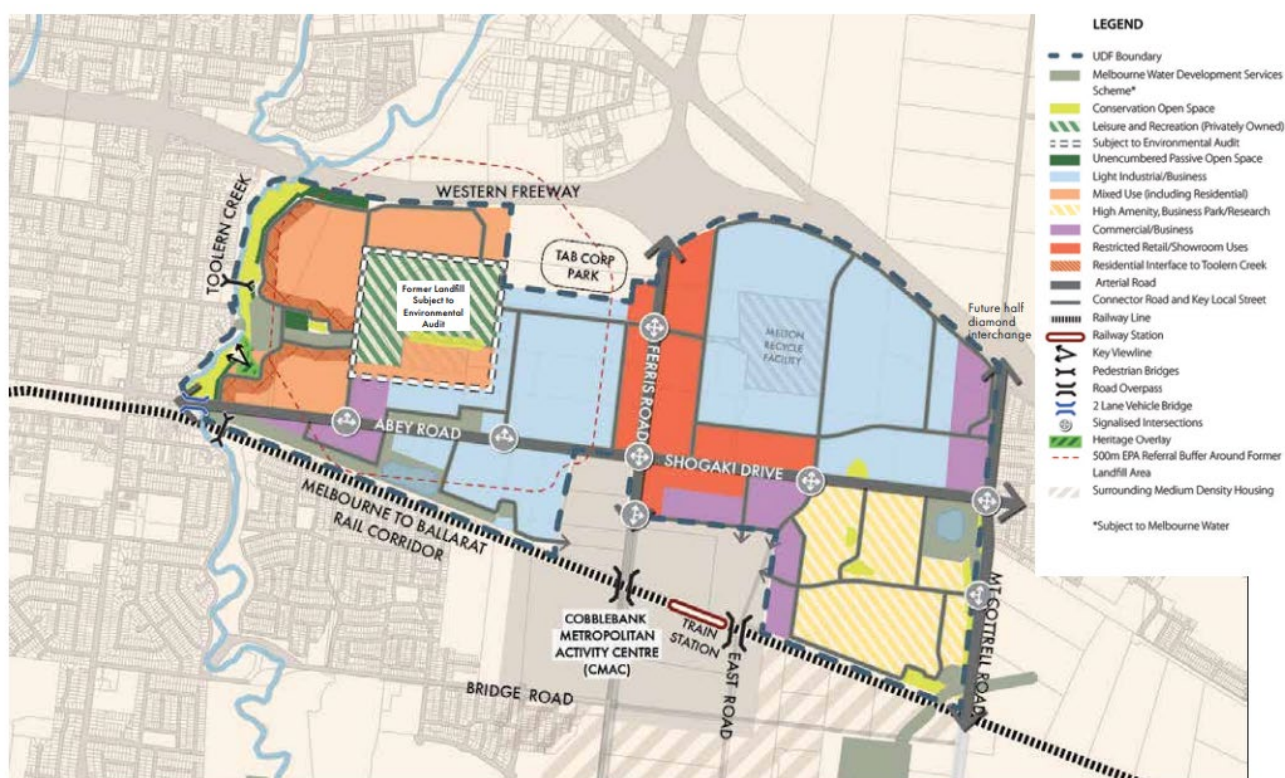 WESTERN FREEWAY
TOOLERN CREEK
TAB CORP
PARK
Former Landfill
Subject to
Environmental
Audit
MELTON
RECYCLE
FACILITY
Future half
diamond
interchange
FERRIS ROAD
ABEY ROAD
SHOGAKI DRIVE
MELBOURNE TO BALLARAT
RAIL CORRIDOR
MT COTTRELL ROAD
COBBLEBANK
METROPOLITAN
ACTIVITY CENTRE
(CMAC)
TRAIN
STATION
EAST ROAD
BRIDGE ROAD
LEGEND
UDF Boundary
Melbourne Water Development Services
Scheme*
Conservation Open Space
Leisure and Recreation (Privately Owned)
Subject to Environmental Audit
Unencumbered Passive Open Space
Light Industrial/Business
Mixed Use (including Residential)
High Amenity, Business Park/Research
Commercial/Business
Restricted Retail/Showroom Uses
Residential Interface to Toolern Creek
Arterial Road
Connector Road and Key Local Street
Railway Line
Railway Station
Key Viewline
Pedestrian Bridges
Road Overpass
2 Lane Vehicle Bridge
Signalised Intersections
Heritage Overlay
500m EPA Referral Buffer Around Former
Landfill Area
Surrounding Medium Density Housing
*Subject to Melbourne Water